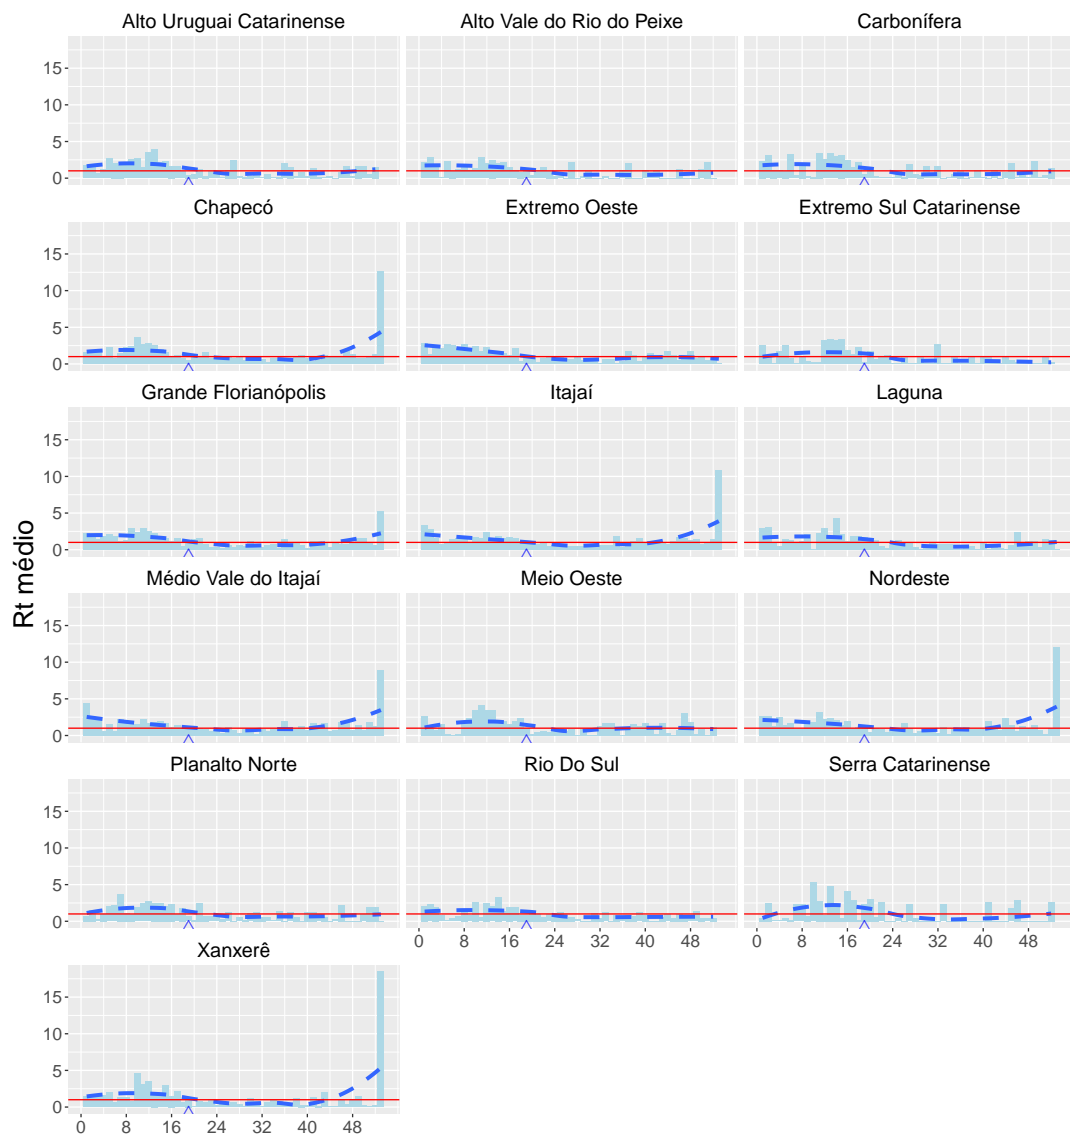 Alto Uruguai Catarinense Alto Vale do Rio do Peixe Carbonífera
15
10
5
0
Chapecó Extremo Oeste Extremo Sul Catarinense
15
10
5
0
Grande Florianópolis Itajaí Laguna
15
10
5
0
Médio Vale do Itajaí Meio Oeste Nordeste
15
10
5
0
Rt médio
Planalto Norte Rio Do Sul Serra Catarinense
15
10
5
0
0 8 16 24 32 40 48 0 8 16 24 32 40 48
Xanxerê
15
10
5
0
0 8 16 24 32 40 48